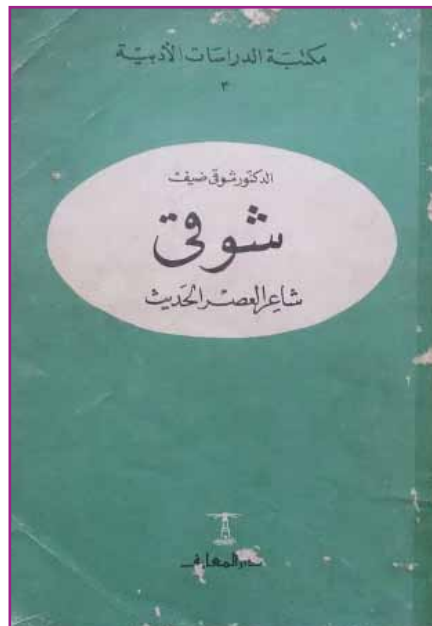 مكتبة الدراسات الأدبية
٣
الدكتور شوقي ضيف
شوقي
شاعر العصر الحديث
دار المعارف